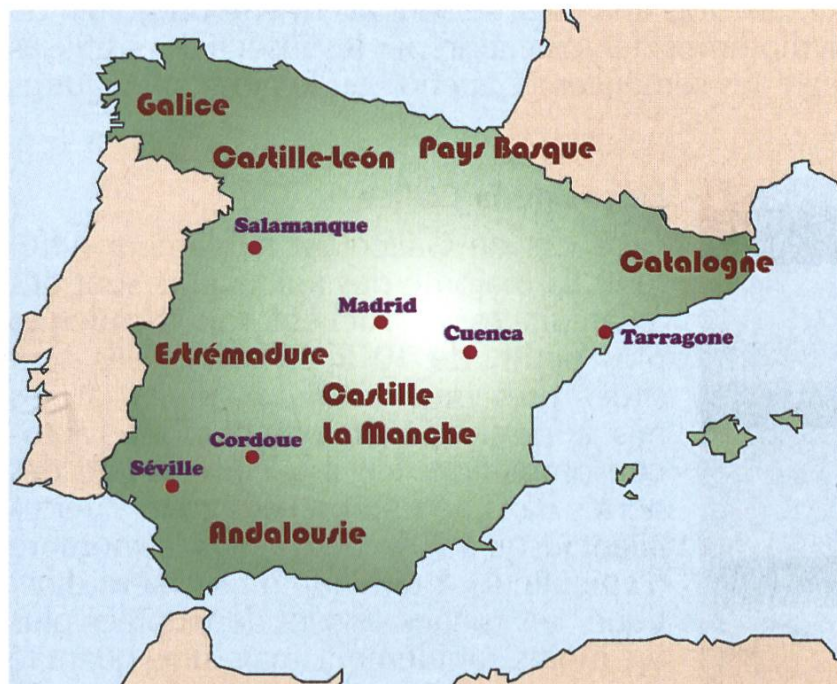 Galice
Castille-León
Pays Basque
Salamanque
Catalogne
Madrid
Cuenca
Tarragone
Estrémadure
Castille
La Manche
Cordoue
Séville
Andalousie